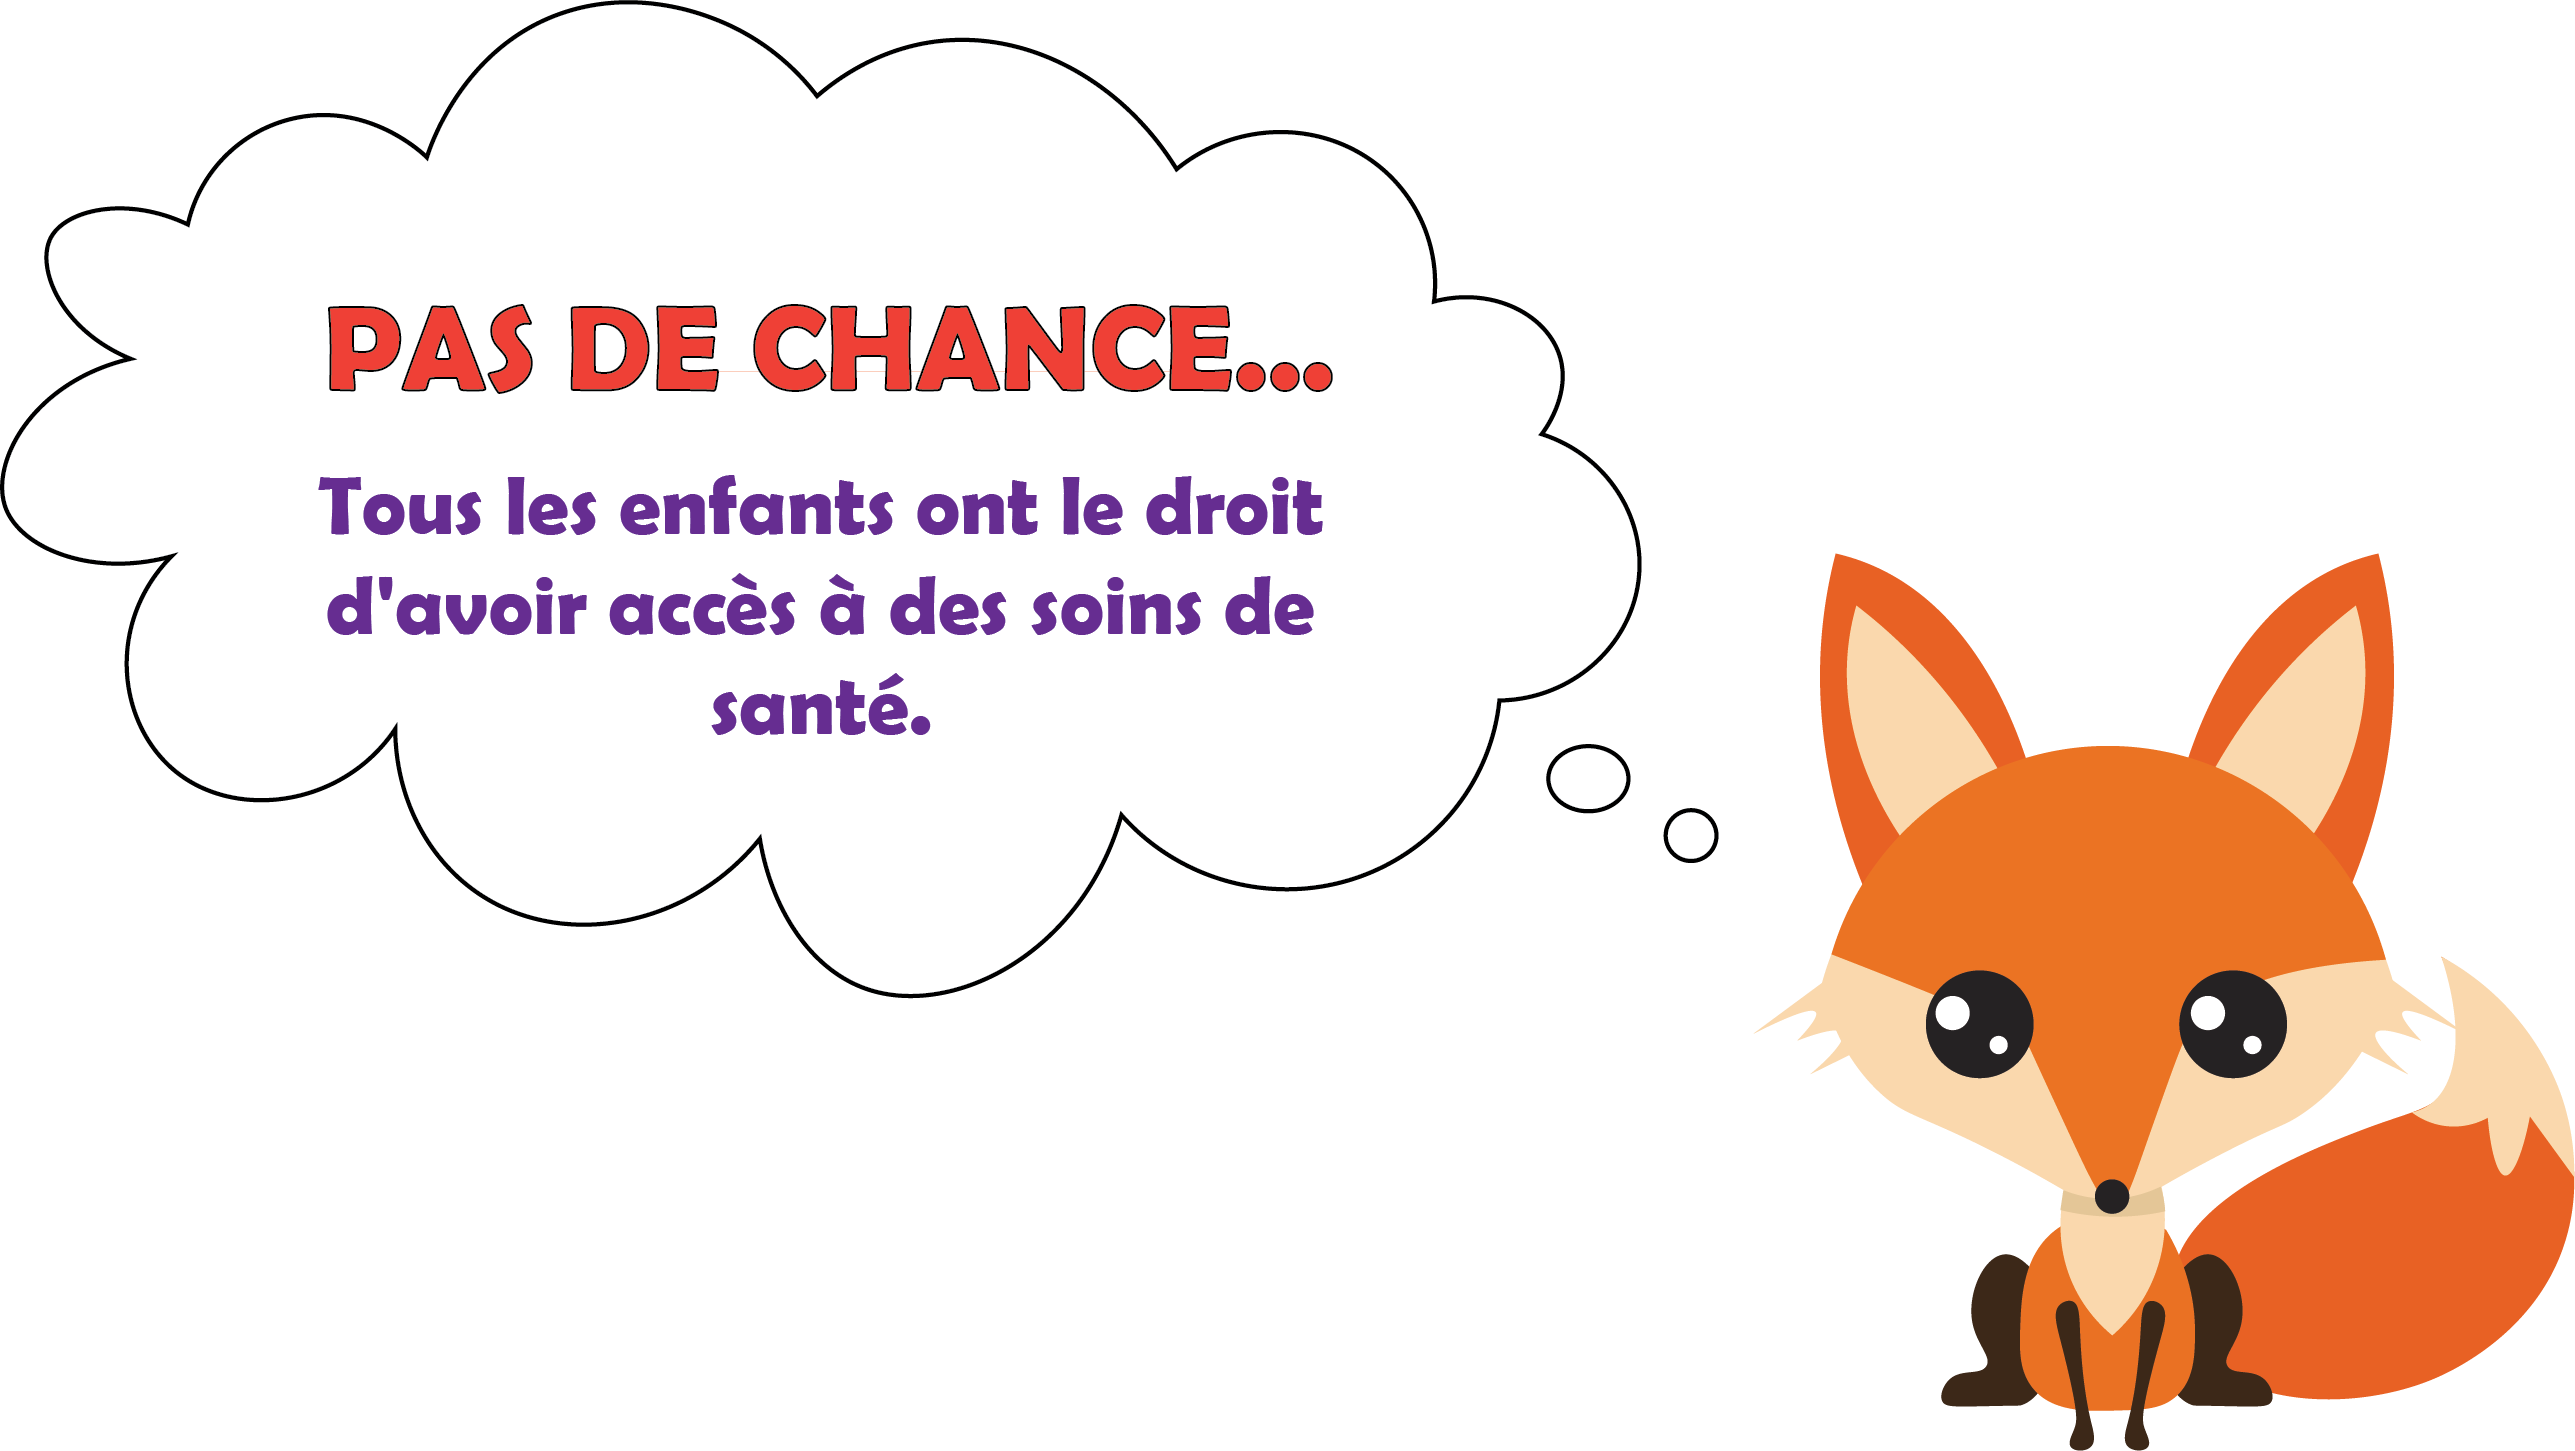 PAS DE CHANCE...
Tous les enfants ont le droit
d'avoir accès à des soins de
santé.